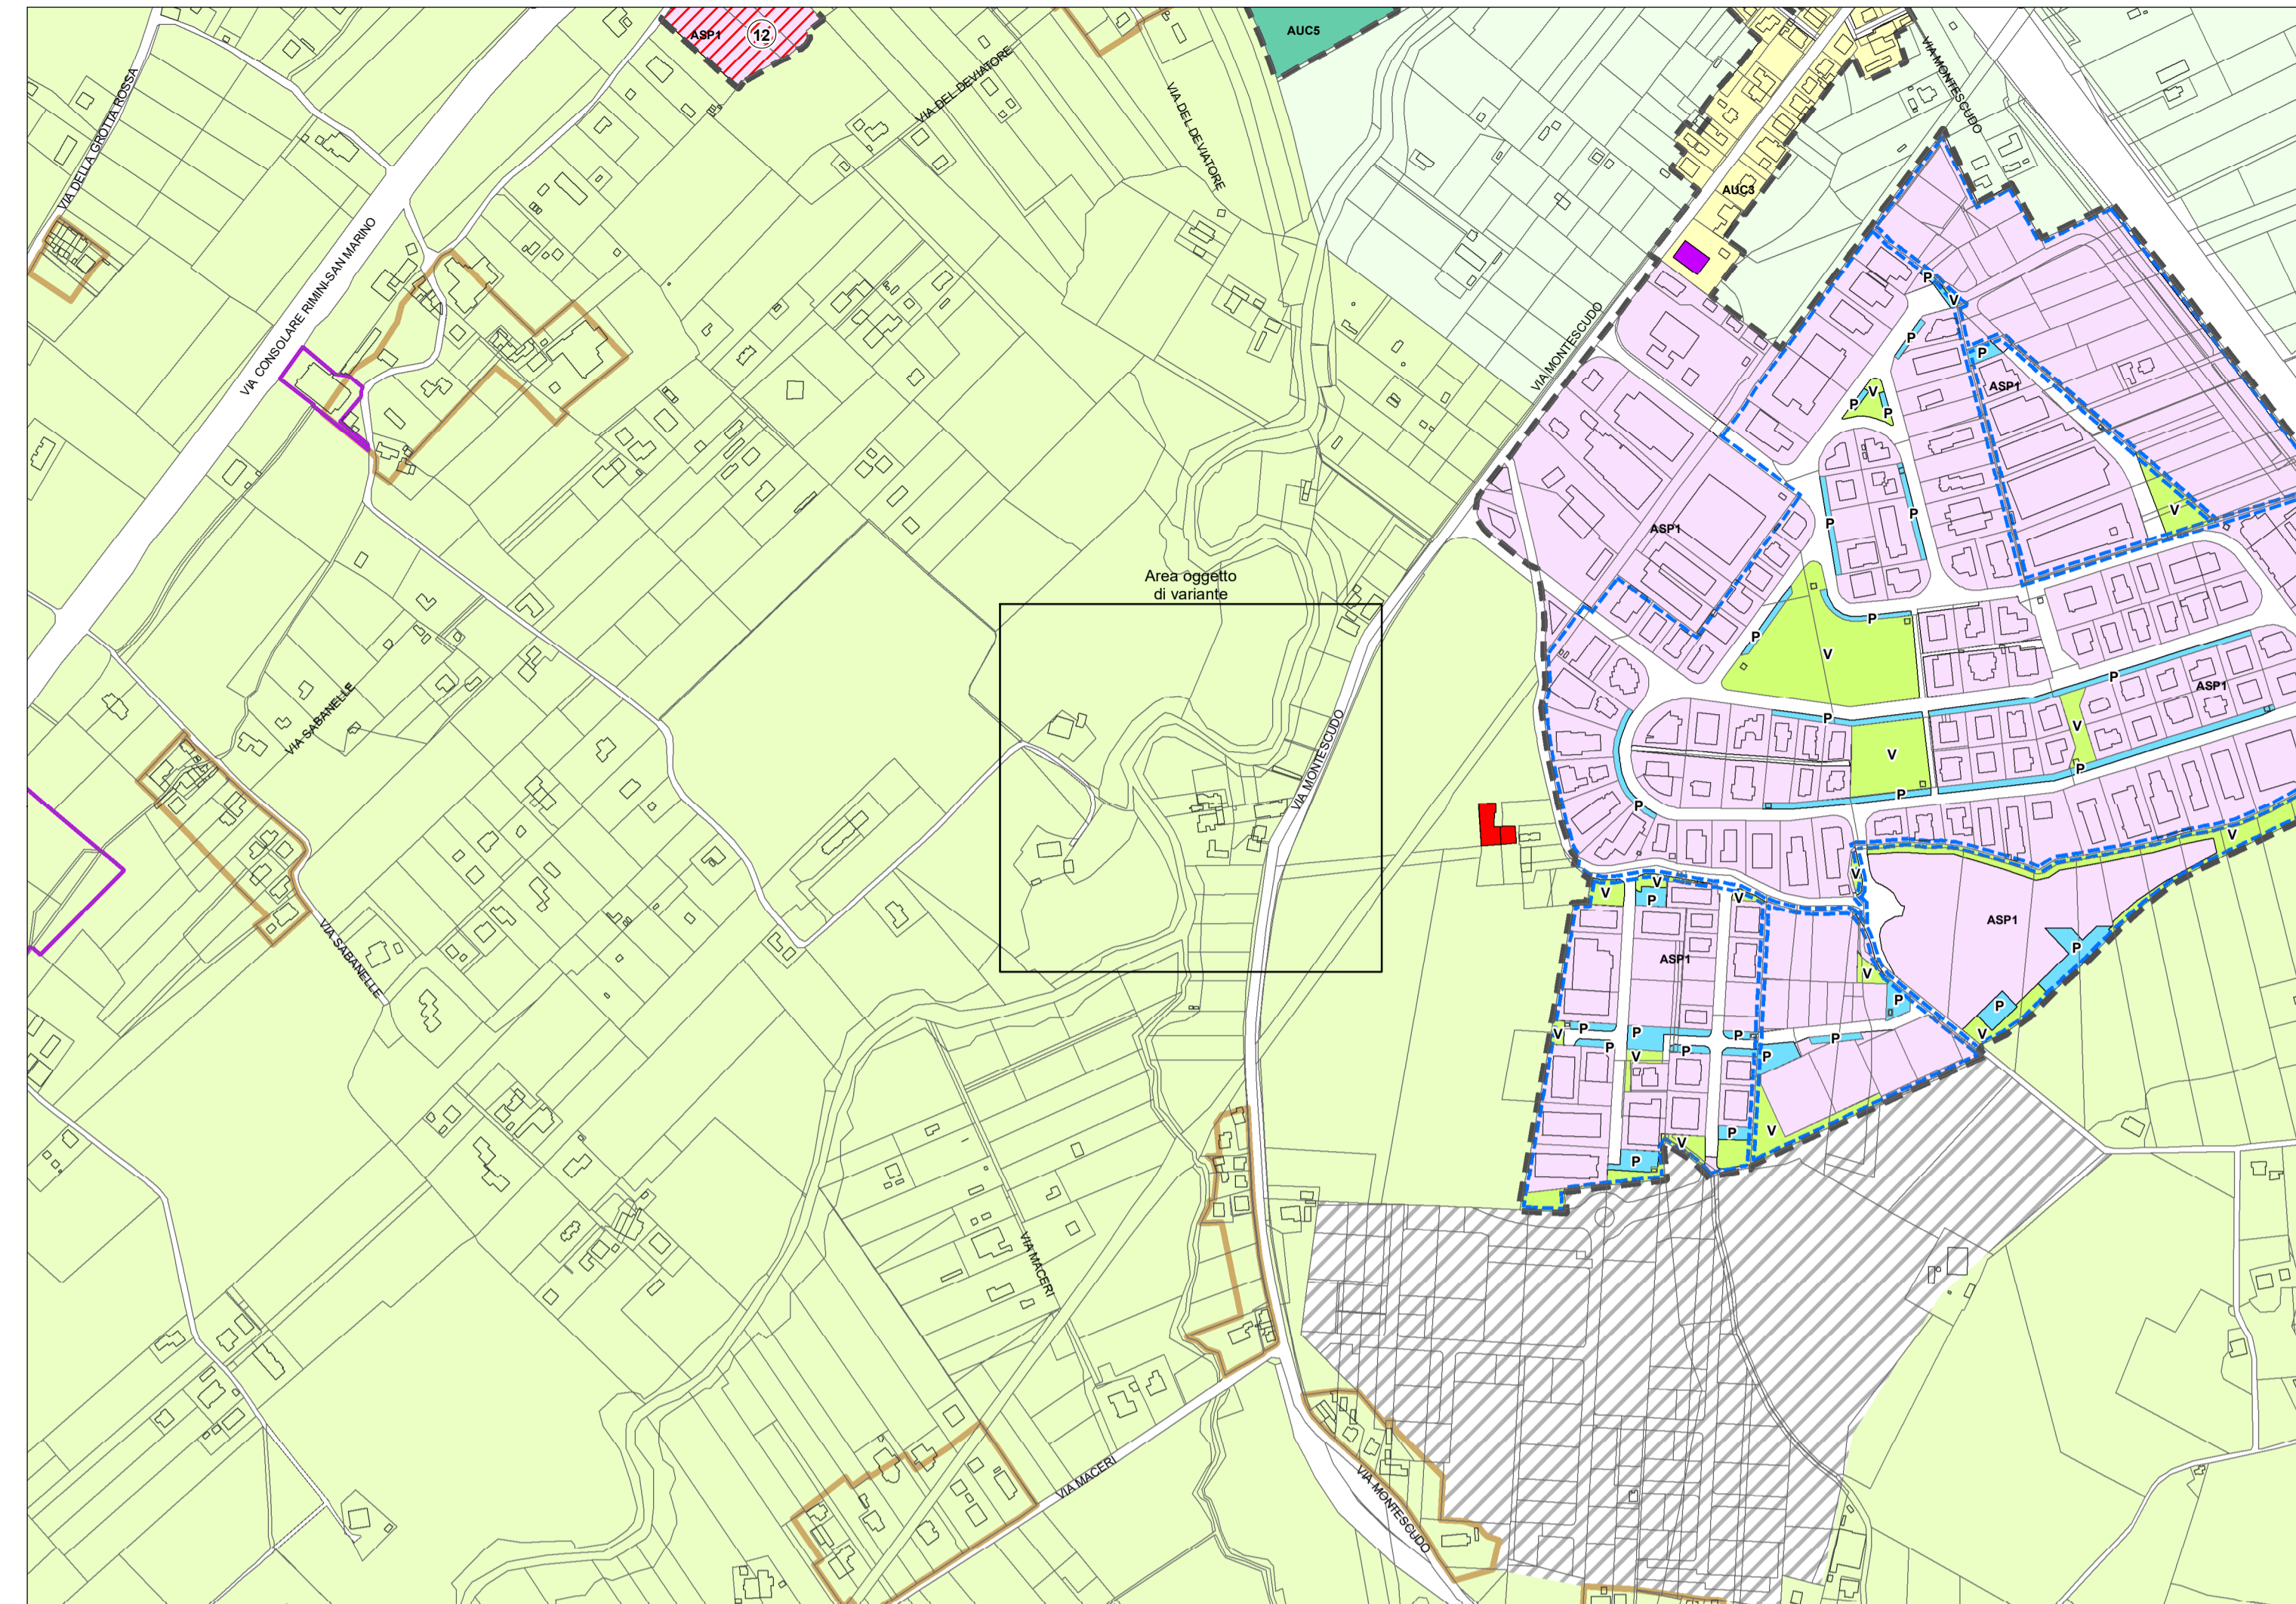 ASP1
12
AUC5
VIA DELLA GROTTA ROSSA
VIA DEL DEVIATORE
VIA DEL DEVIATORE
VIA MONTESCUDO
AUC3
VIA CONSOLARE RIMINI-SAN MARINO
VIA MONTESCUDO
P
V
P
P
ASP1
V
P
P
V
P
P
ASP1
Area oggetto
di variante
P
P
V
P
ASP1
VIA SABANELLE
VIA MONTESCUDO
P
V
V
P
P
P
V
V
V
V
P
V
ASP1
VIA SABANELLE
P
ASP1
V
P
P
V
P
P
P
P
V
P
V
P
P
V
P
V
P
V
P
VIA MACERI
VIA MACERI
VIA MONTESCUDO